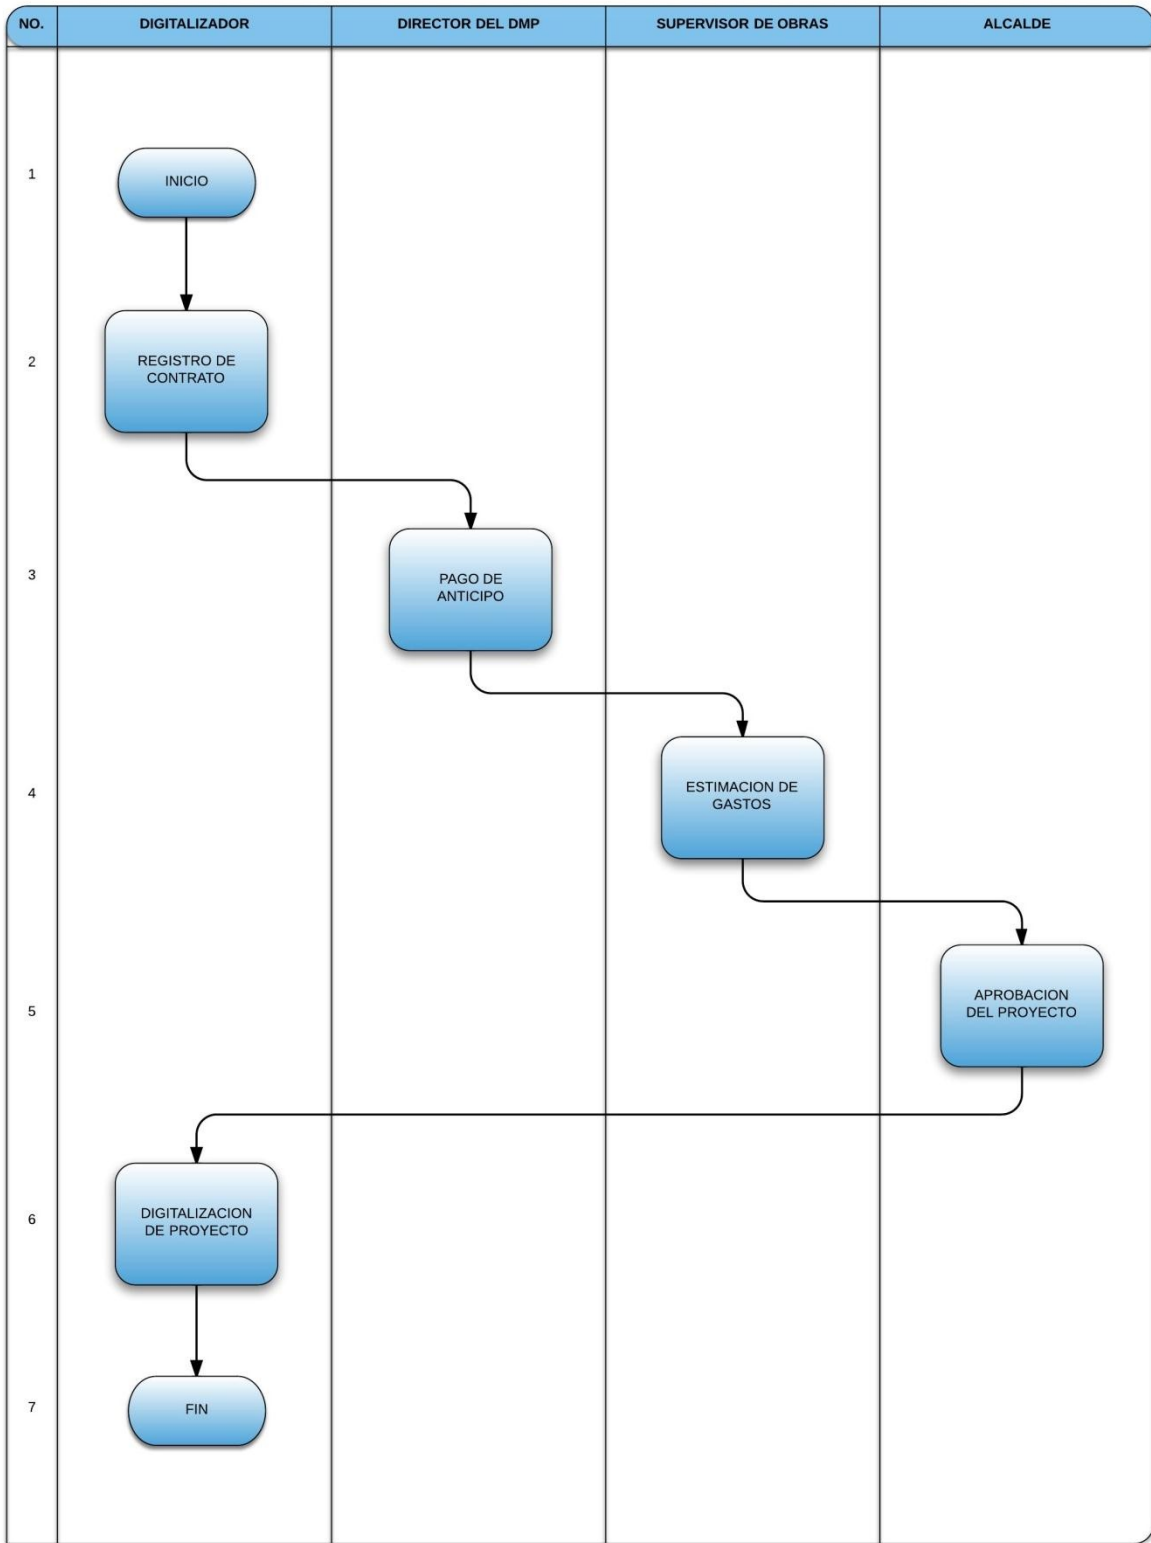 NO.
DIGITALIZADOR
DIRECTOR DEL DMP
SUPERVISOR DE OBRAS
ALCALDE
1
INICIO
2
REGISTRO DE
CONTRATO
3
PAGO DE
ANTICIPO
4
ESTIMACION DE
GASTOS
5
APROBACION
DEL PROYECTO
6
DIGITALIZACION
DE PROYECTO
7
FIN